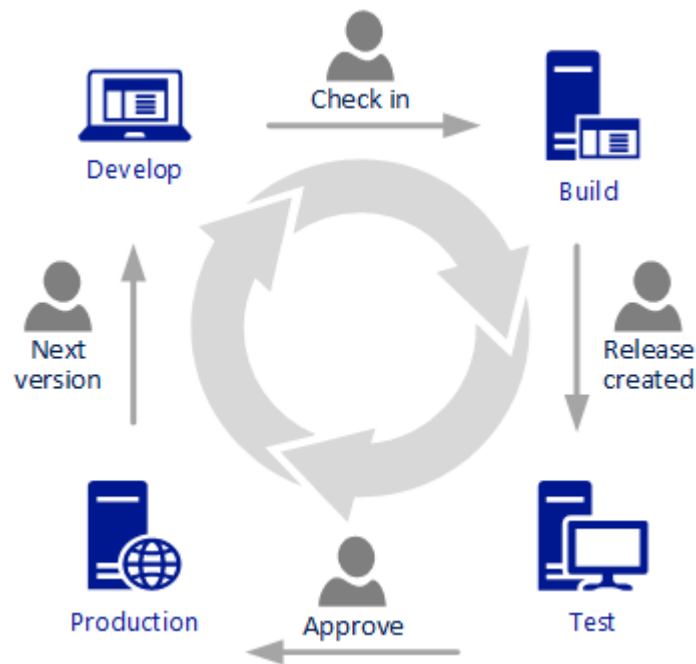 Check in
Develop
Build
Next
version
Release
created
Production
Approve
Test